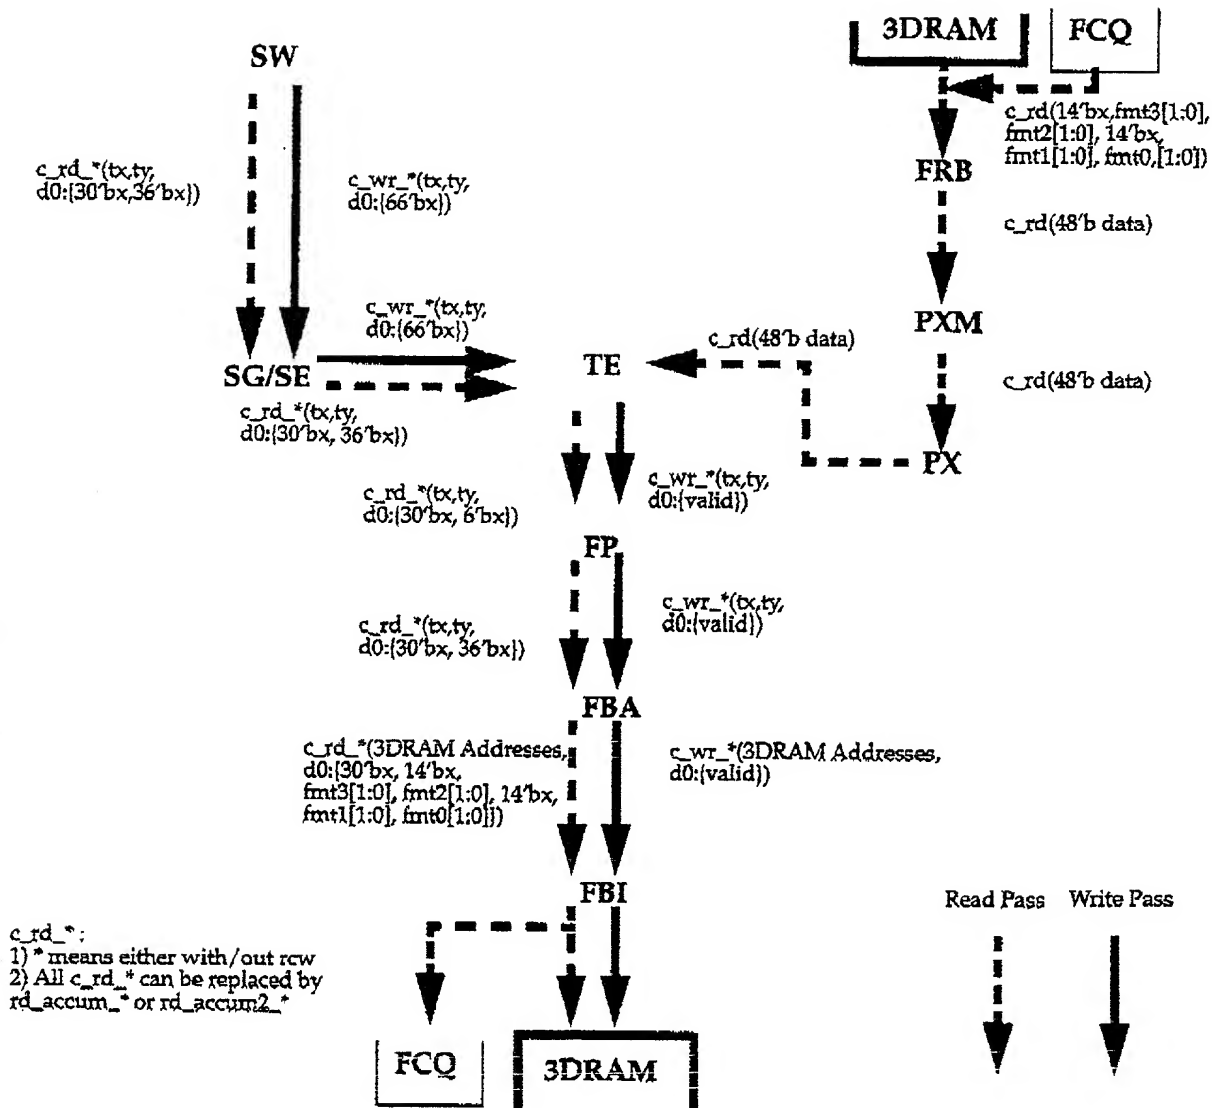 3DRAM
FCQ
SW
c_rd(14'bx,fmt3[1:0],
fmt2[1:0], 14'bx,
fmt1[1:0], fmt0,[1:0])
FRB
c_rd_*(tx,ty,
d0:{30'bx,36'bx})
c_wr_*(tx,ty,
d0:{66'bx})
c_rd(48'b data)
c_wr_*(tx,ty,
d0:{66'bx})
PXM
c_rd(48'b data)
SG/SE
TE
c_rd(48'b data)
c_rd_*(tx,ty,
d0:{30'bx, 36'bx})
PX
c_rd_*(tx,ty,
d0:{30'bx, 6'bx})
c_wr_*(tx,ty,
d0:{valid})
FP
c_rd_*(tx,ty,
d0:{30'bx, 36'bx})
c_wr_*(tx,ty,
d0:{valid})
FBA
c_rd_*(3DRAM Addresses,
d0:{30'bx, 14'bx,
fmt3[1:0], fmt2[1:0], 14'bx,
fmt1[1:0], fmt0[1:0]})
c_wr_*(3DRAM Addresses,
d0:{valid})
FBI
Read Pass
Write Pass
c_rd_* :
1) * means either with/out rcw
2) All c_rd_* can be replaced by
rd_accum_* or rd_accum2_*
FCQ
3DRAM